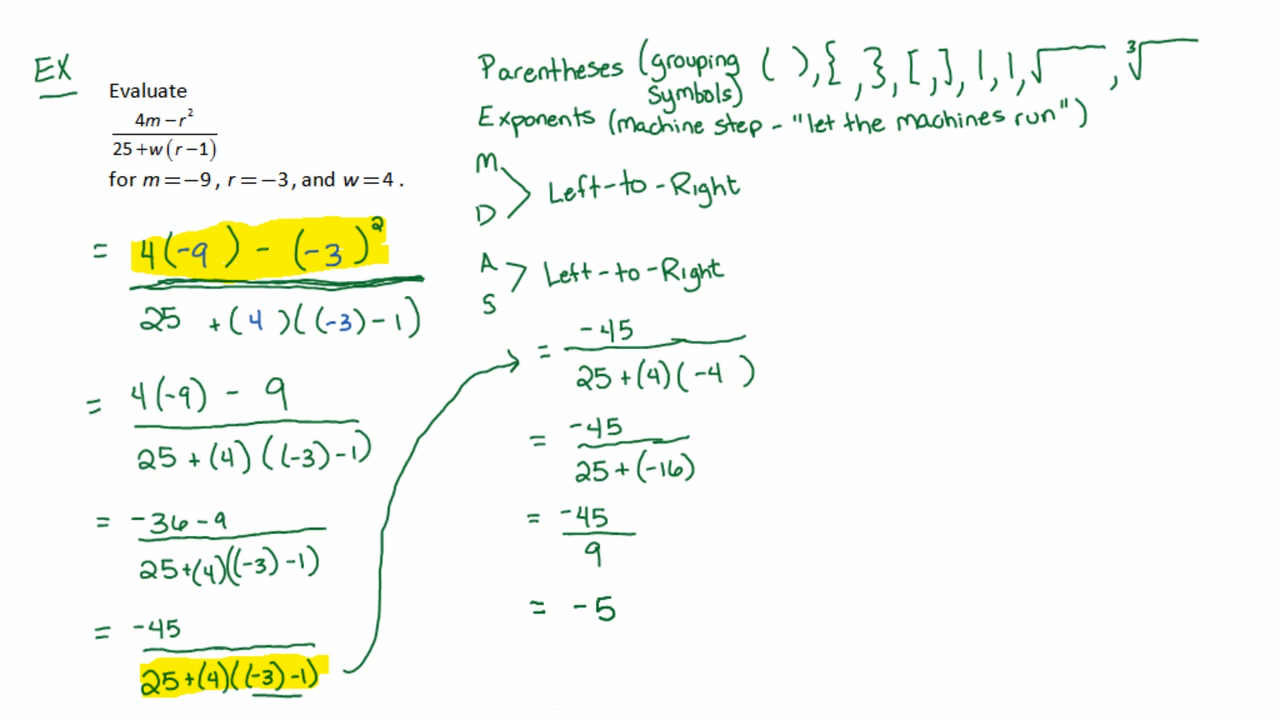 EX
Evaluate
4m−r²
25+w(r−1)
for m=−9, r=−3, and w=4.
= 4(-9) - (-3)²
25 + (4)((-3)-1)
= 4(-9) - 9
25+(4)((-3)-1)
= -36-9
25+(4)((-3)-1)
= -45
25+(4)((-3)-1)
Parentheses (grouping symbols) ( ), { , }, [ , ], | , |, √ , ∛
Exponents (machine step - "let the machines run")
M
D > Left-to-Right
A
S > Left-to-Right
= -45
25+(4)(-4)
= -45
25+(-16)
= -45
9
= -5